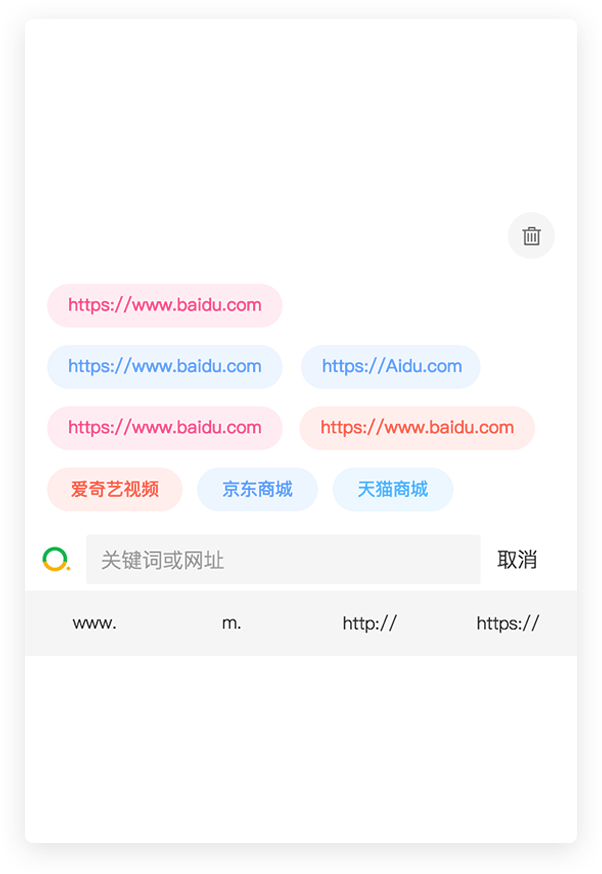 https://www.baidu.com
https://www.baidu.com https://Aidu.com
https://www.baidu.com https://www.baidu.com
爱奇艺视频 京东商城 天猫商城
关键词或网址 取消
www. m. http:// https://